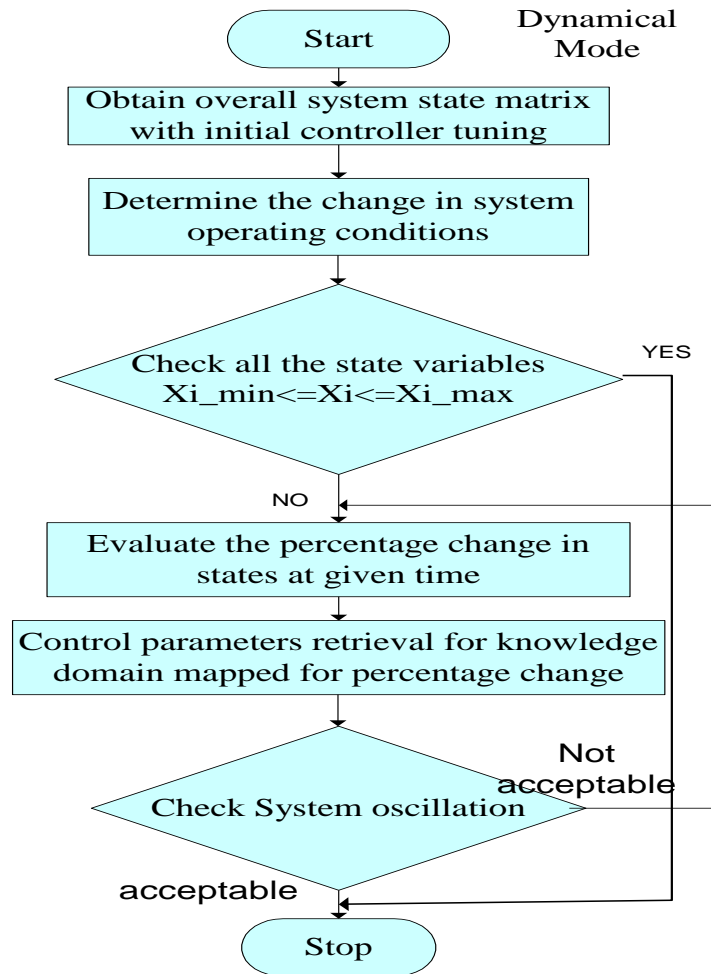 Start
Dynamical
Mode
Obtain overall system state matrix
with initial controller tuning
Determine the change in system
operating conditions
Check all the state variables
Xi_min<=Xi<=Xi_max
YES
NO
Evaluate the percentage change in
states at given time
Control parameters retrieval for knowledge
domain mapped for percentage change
Not
acceptable
Check System oscillation
acceptable
Stop